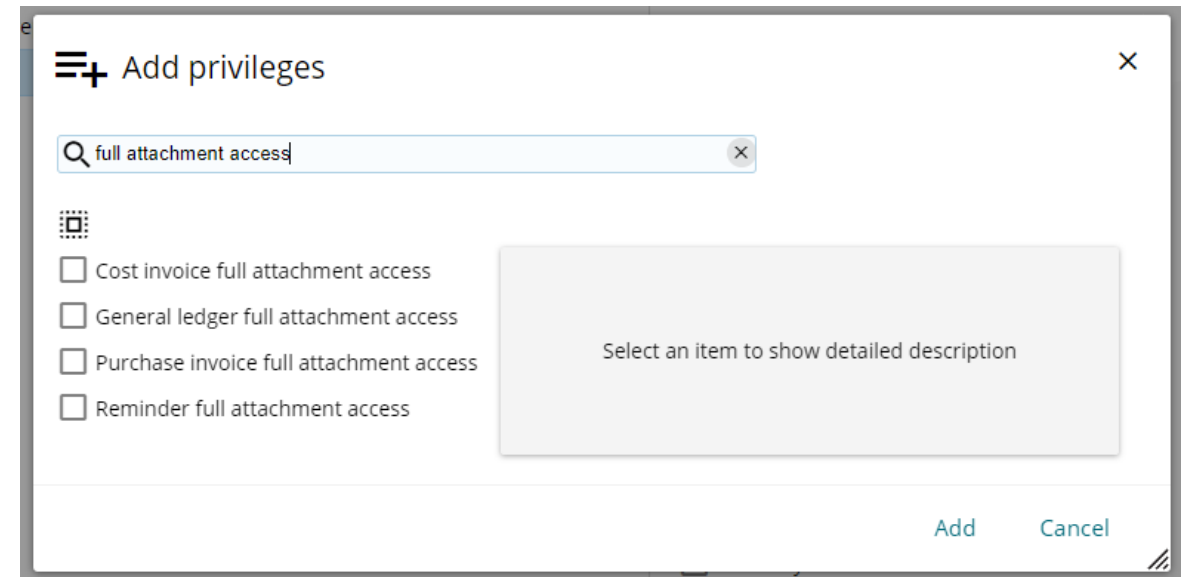 Add privileges
full attachment access
Cost invoice full attachment access
General ledger full attachment access
Purchase invoice full attachment access
Reminder full attachment access
Select an item to show detailed description
Add
Cancel